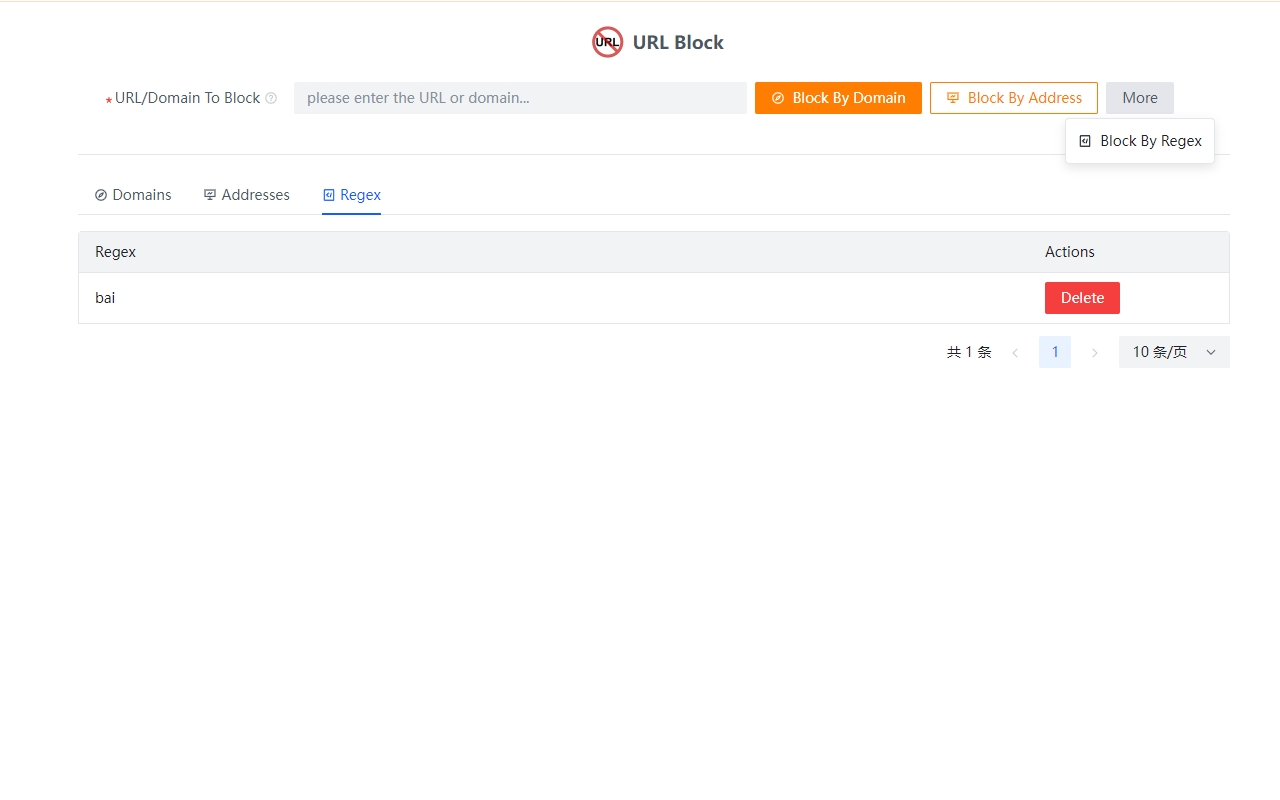 URL URL Block
* URL/Domain To Block ? please enter the URL or domain... Block By Domain Block By Address More
Block By Regex
Domains Addresses Regex
Regex Actions
bai Delete
共 1 条 < 1 > 10 条/页